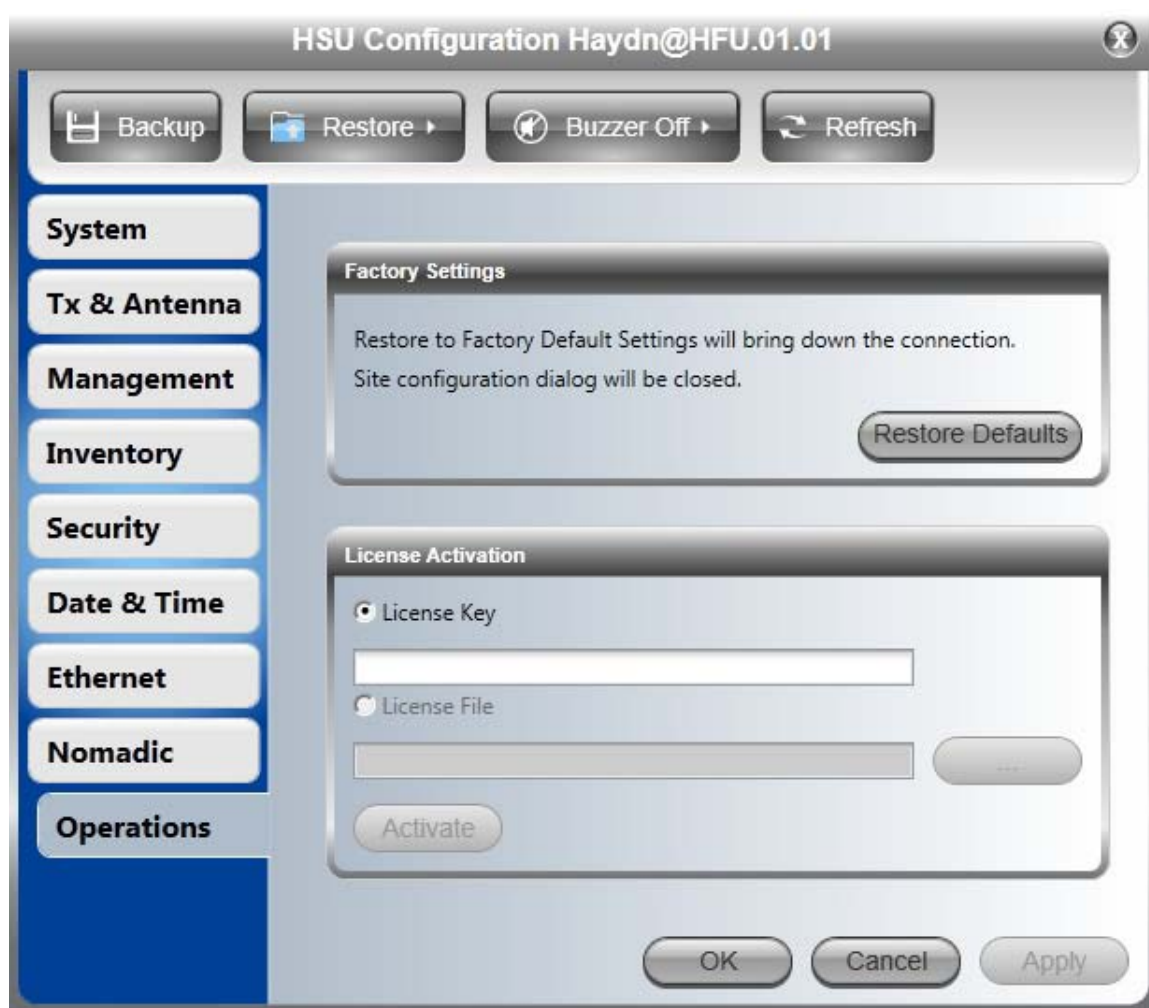 HSU Configuration Haydn@HFU.01.01
Backup
Restore
Buzzer Off
Refresh
System
Tx & Antenna
Management
Inventory
Security
Date & Time
Ethernet
Nomadic
Operations
Factory Settings
Restore to Factory Default Settings will bring down the connection.
Site configuration dialog will be closed.
Restore Defaults
License Activation
License Key
License File
...
Activate
OK
Cancel
Apply